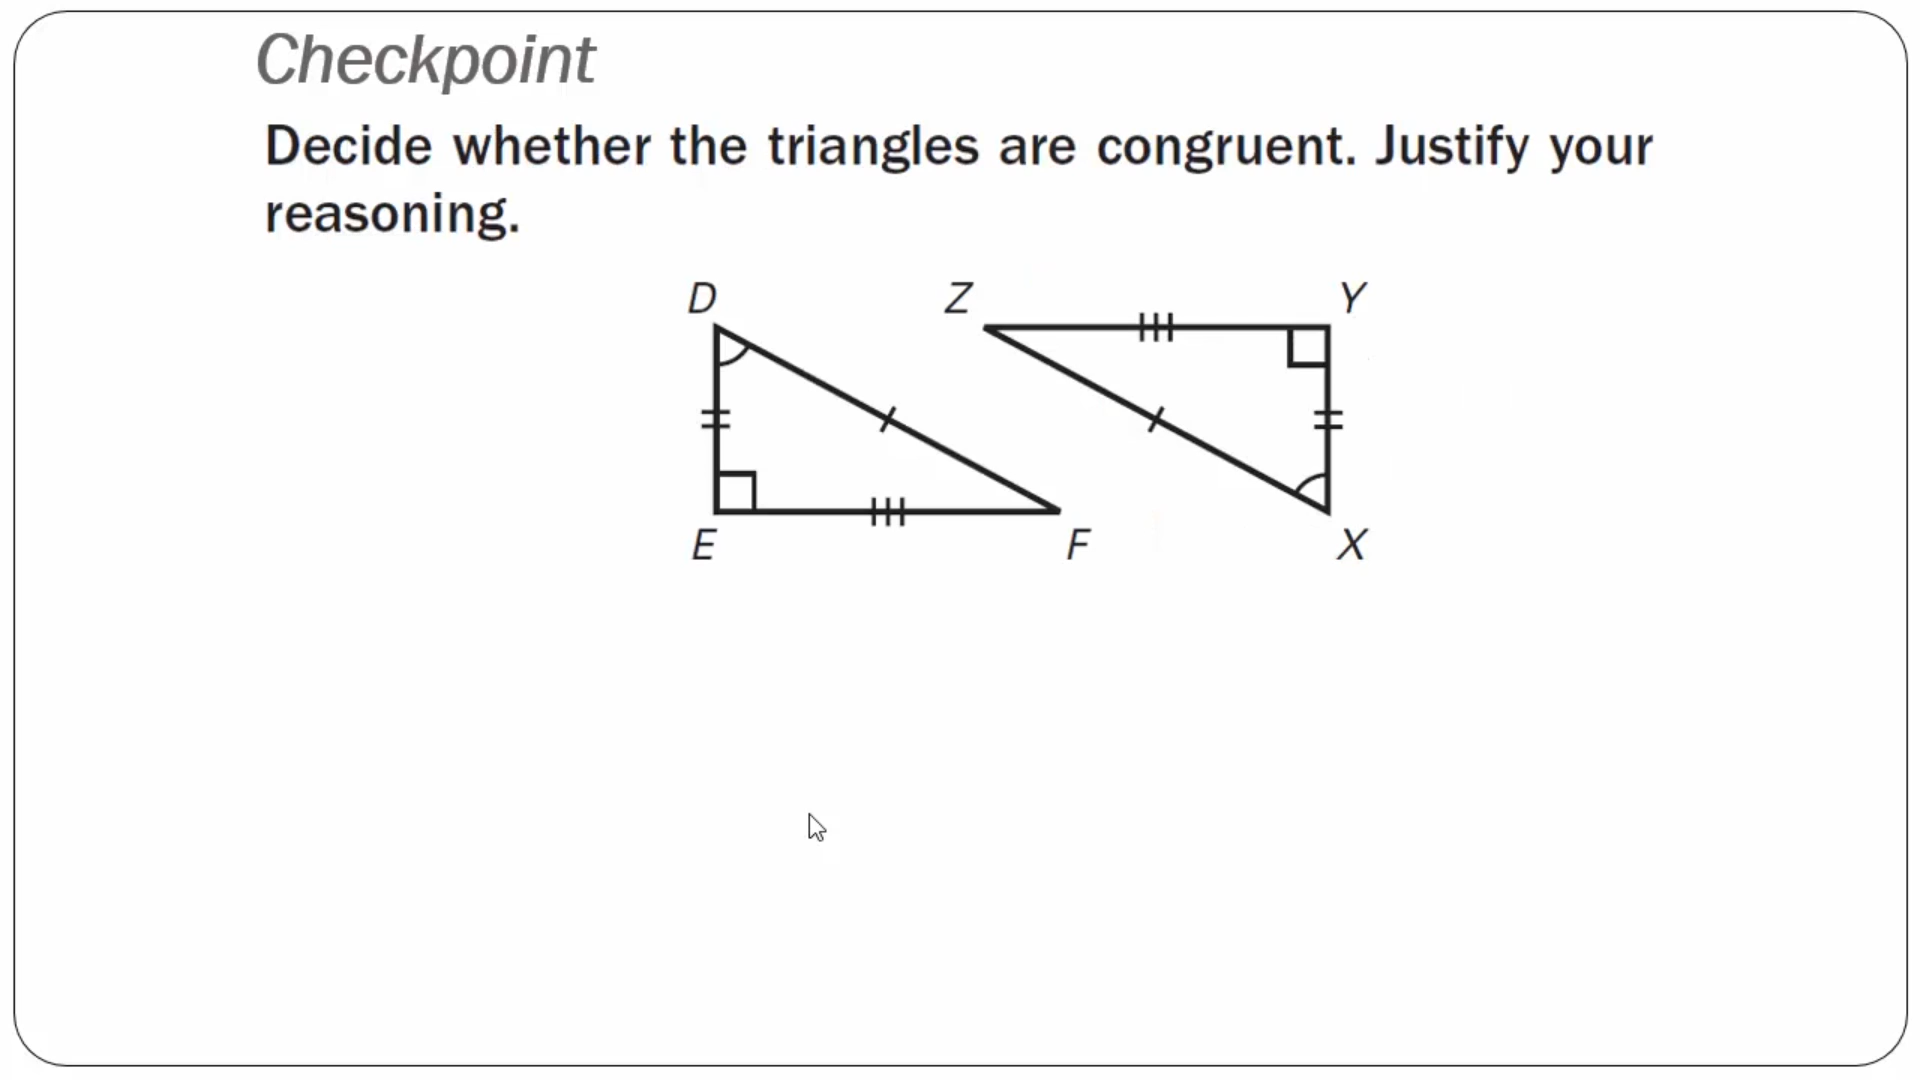 Checkpoint
Decide whether the triangles are congruent. Justify your
reasoning.
D Z Y
E F X